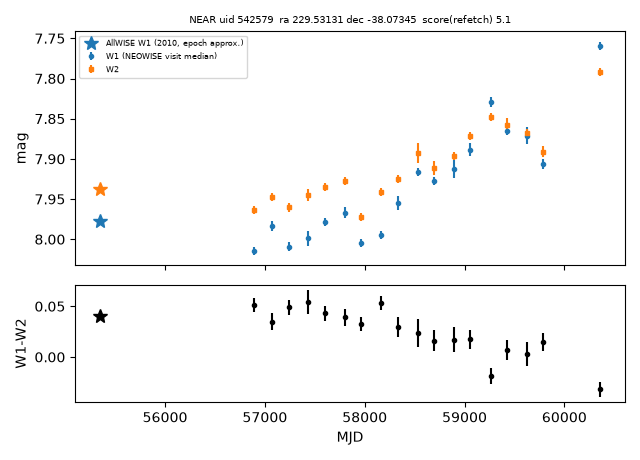 NEAR uid 542579  ra 229.53131 dec -38.07345  score(refetch) 5.1
AllWISE W1 (2010, epoch approx.)
W1 (NEOWISE visit median)
W2
7.75
7.80
7.85
7.90
7.95
8.00
mag
0.05
0.00
W1-W2
56000
57000
58000
59000
60000
MJD